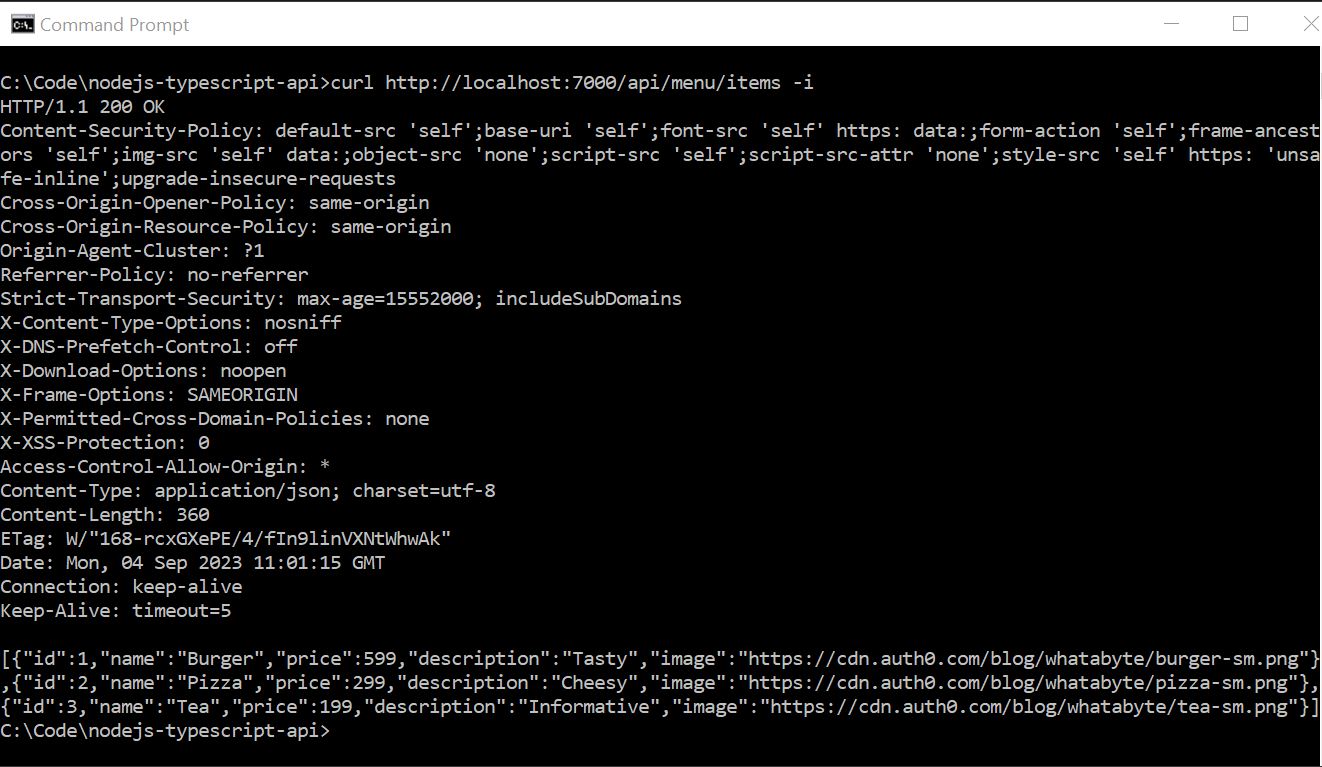 Command Prompt
C:\Code\nodejs-typescript-api>curl http://localhost:7000/api/menu/items -i
HTTP/1.1 200 OK
Content-Security-Policy: default-src 'self';base-uri 'self';font-src 'self' https: data:;form-action 'self';frame-ancest
ors 'self';img-src 'self' data:;object-src 'none';script-src 'self';script-src-attr 'none';style-src 'self' https: 'unsa
fe-inline';upgrade-insecure-requests
Cross-Origin-Opener-Policy: same-origin
Cross-Origin-Resource-Policy: same-origin
Origin-Agent-Cluster: ?1
Referrer-Policy: no-referrer
Strict-Transport-Security: max-age=15552000; includeSubDomains
X-Content-Type-Options: nosniff
X-DNS-Prefetch-Control: off
X-Download-Options: noopen
X-Frame-Options: SAMEORIGIN
X-Permitted-Cross-Domain-Policies: none
X-XSS-Protection: 0
Access-Control-Allow-Origin: *
Content-Type: application/json; charset=utf-8
Content-Length: 360
ETag: W/"168-rcxGXePE/4/fIn9linVXNtWhwAk"
Date: Mon, 04 Sep 2023 11:01:15 GMT
Connection: keep-alive
Keep-Alive: timeout=5
[{"id":1,"name":"Burger","price":599,"description":"Tasty","image":"https://cdn.auth0.com/blog/whatabyte/burger-sm.png"}
,{"id":2,"name":"Pizza","price":299,"description":"Cheesy","image":"https://cdn.auth0.com/blog/whatabyte/pizza-sm.png"},
{"id":3,"name":"Tea","price":199,"description":"Informative","image":"https://cdn.auth0.com/blog/whatabyte/tea-sm.png"}]
C:\Code\nodejs-typescript-api>